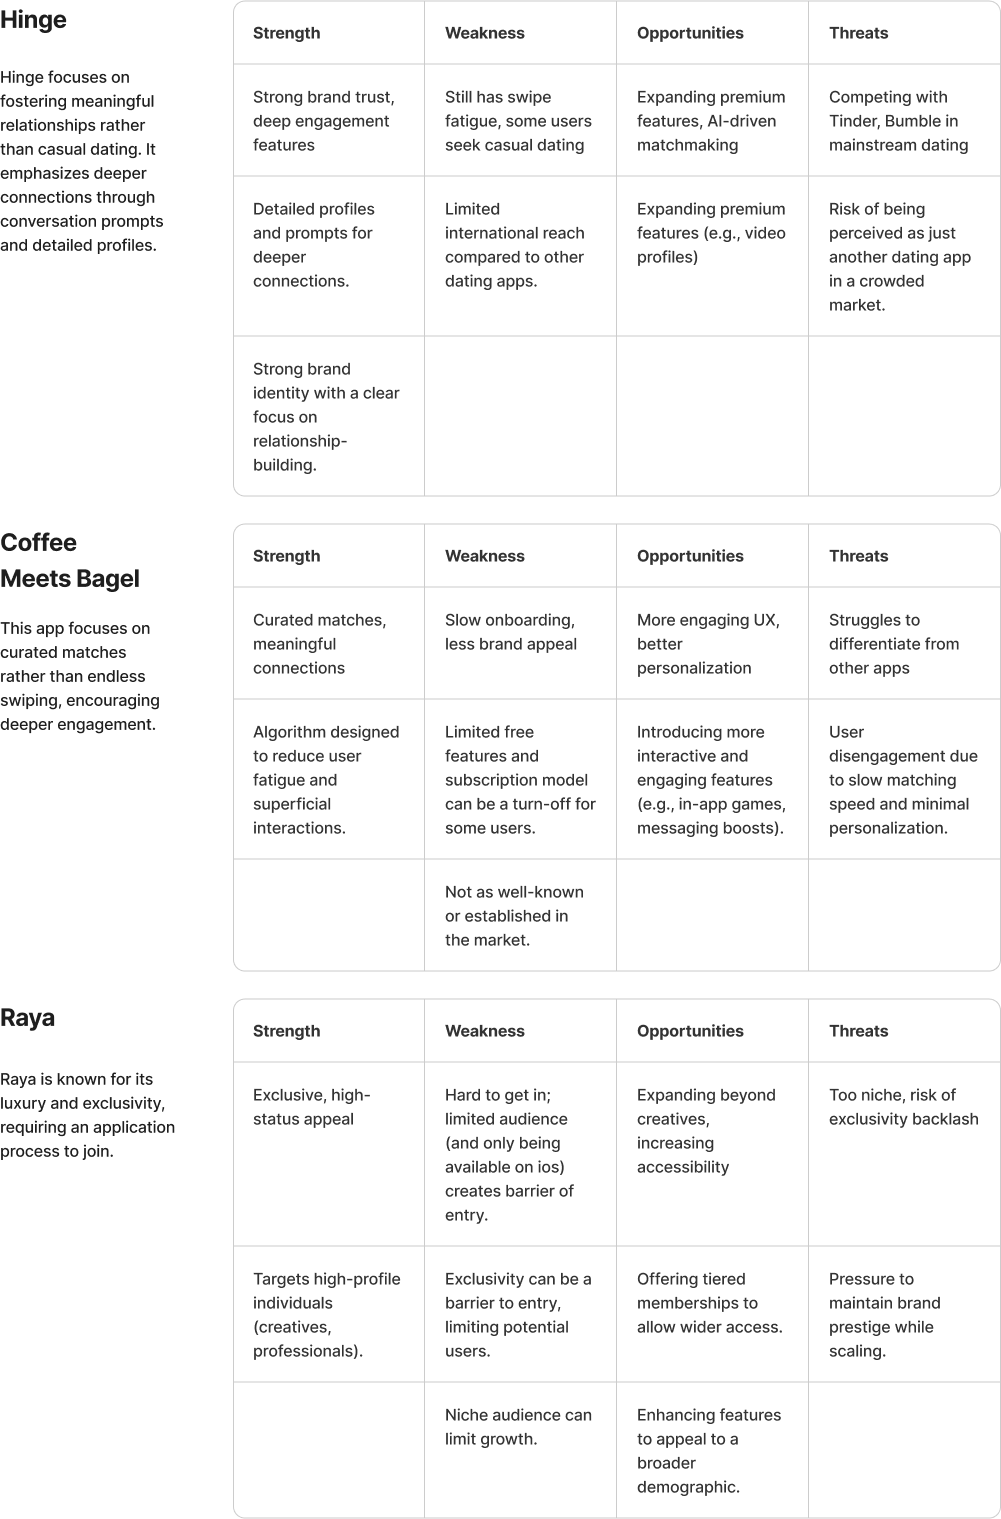 Hinge
Hinge focuses on
fostering meaningful
relationships rather
than casual dating. It
emphasizes deeper
connections through
conversation prompts
and detailed profiles.
Strength
Weakness
Opportunities
Threats
Strong brand trust,
deep engagement
features
Still has swipe
fatigue, some users
seek casual dating
Expanding premium
features, AI-driven
matchmaking
Competing with
Tinder, Bumble in
mainstream dating
Detailed profiles
and prompts for
deeper
connections.
Limited
international reach
compared to other
dating apps.
Expanding premium
features (e.g., video
profiles)
Risk of being
perceived as just
another dating app
in a crowded
market.
Strong brand
identity with a clear
focus on
relationship-
building.
Coffee
Meets Bagel
This app focuses on
curated matches
rather than endless
swiping, encouraging
deeper engagement.
Strength
Weakness
Opportunities
Threats
Curated matches,
meaningful
connections
Slow onboarding,
less brand appeal
More engaging UX,
better
personalization
Struggles to
differentiate from
other apps
Algorithm designed
to reduce user
fatigue and
superficial
interactions.
Limited free
features and
subscription model
can be a turn-off for
some users.
Introducing more
interactive and
engaging features
(e.g., in-app games,
messaging boosts).
User
disengagement due
to slow matching
speed and minimal
personalization.
Not as well-known
or established in
the market.
Raya
Raya is known for its
luxury and exclusivity,
requiring an application
process to join.
Strength
Weakness
Opportunities
Threats
Exclusive, high-
status appeal
Hard to get in;
limited audience
(and only being
available on ios)
creates barrier of
entry.
Expanding beyond
creatives,
increasing
accessibility
Too niche, risk of
exclusivity backlash
Targets high-profile
individuals
(creatives,
professionals).
Exclusivity can be a
barrier to entry,
limiting potential
users.
Offering tiered
memberships to
allow wider access.
Pressure to
maintain brand
prestige while
scaling.
Niche audience can
limit growth.
Enhancing features
to appeal to a
broader
demographic.